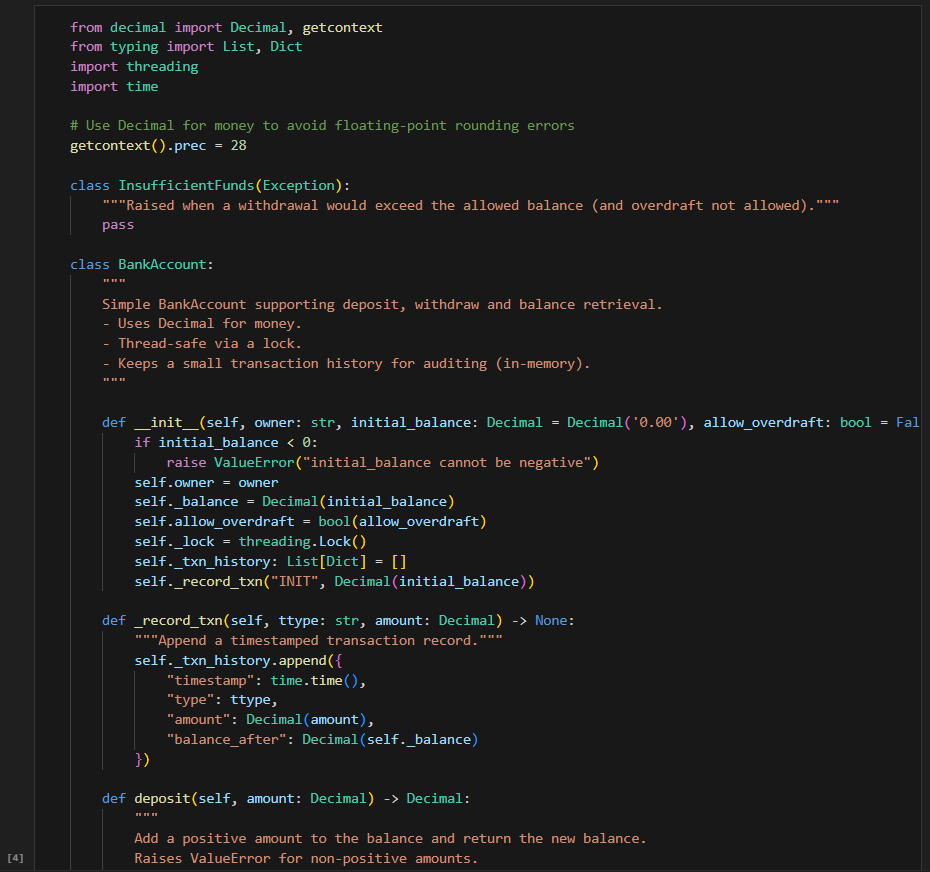 from decimal import Decimal, getcontext
from typing import List, Dict
import threading
import time

# Use Decimal for money to avoid floating-point rounding errors
getcontext().prec = 28

class InsufficientFunds(Exception):
    """Raised when a withdrawal would exceed the allowed balance (and overdraft not allowed)."""
    pass

class BankAccount:
    """
    Simple BankAccount supporting deposit, withdraw and balance retrieval.
    - Uses Decimal for money.
    - Thread-safe via a lock.
    - Keeps a small transaction history for auditing (in-memory).
    """

    def __init__(self, owner: str, initial_balance: Decimal = Decimal('0.00'), allow_overdraft: bool = Fal
        if initial_balance < 0:
            raise ValueError("initial_balance cannot be negative")
        self.owner = owner
        self._balance = Decimal(initial_balance)
        self.allow_overdraft = bool(allow_overdraft)
        self._lock = threading.Lock()
        self._txn_history: List[Dict] = []
        self._record_txn("INIT", Decimal(initial_balance))

    def _record_txn(self, ttype: str, amount: Decimal) -> None:
        """Append a timestamped transaction record."""
        self._txn_history.append({
            "timestamp": time.time(),
            "type": ttype,
            "amount": Decimal(amount),
            "balance_after": Decimal(self._balance)
        })

    def deposit(self, amount: Decimal) -> Decimal:
        """
        Add a positive amount to the balance and return the new balance.
[4]        Raises ValueError for non-positive amounts.